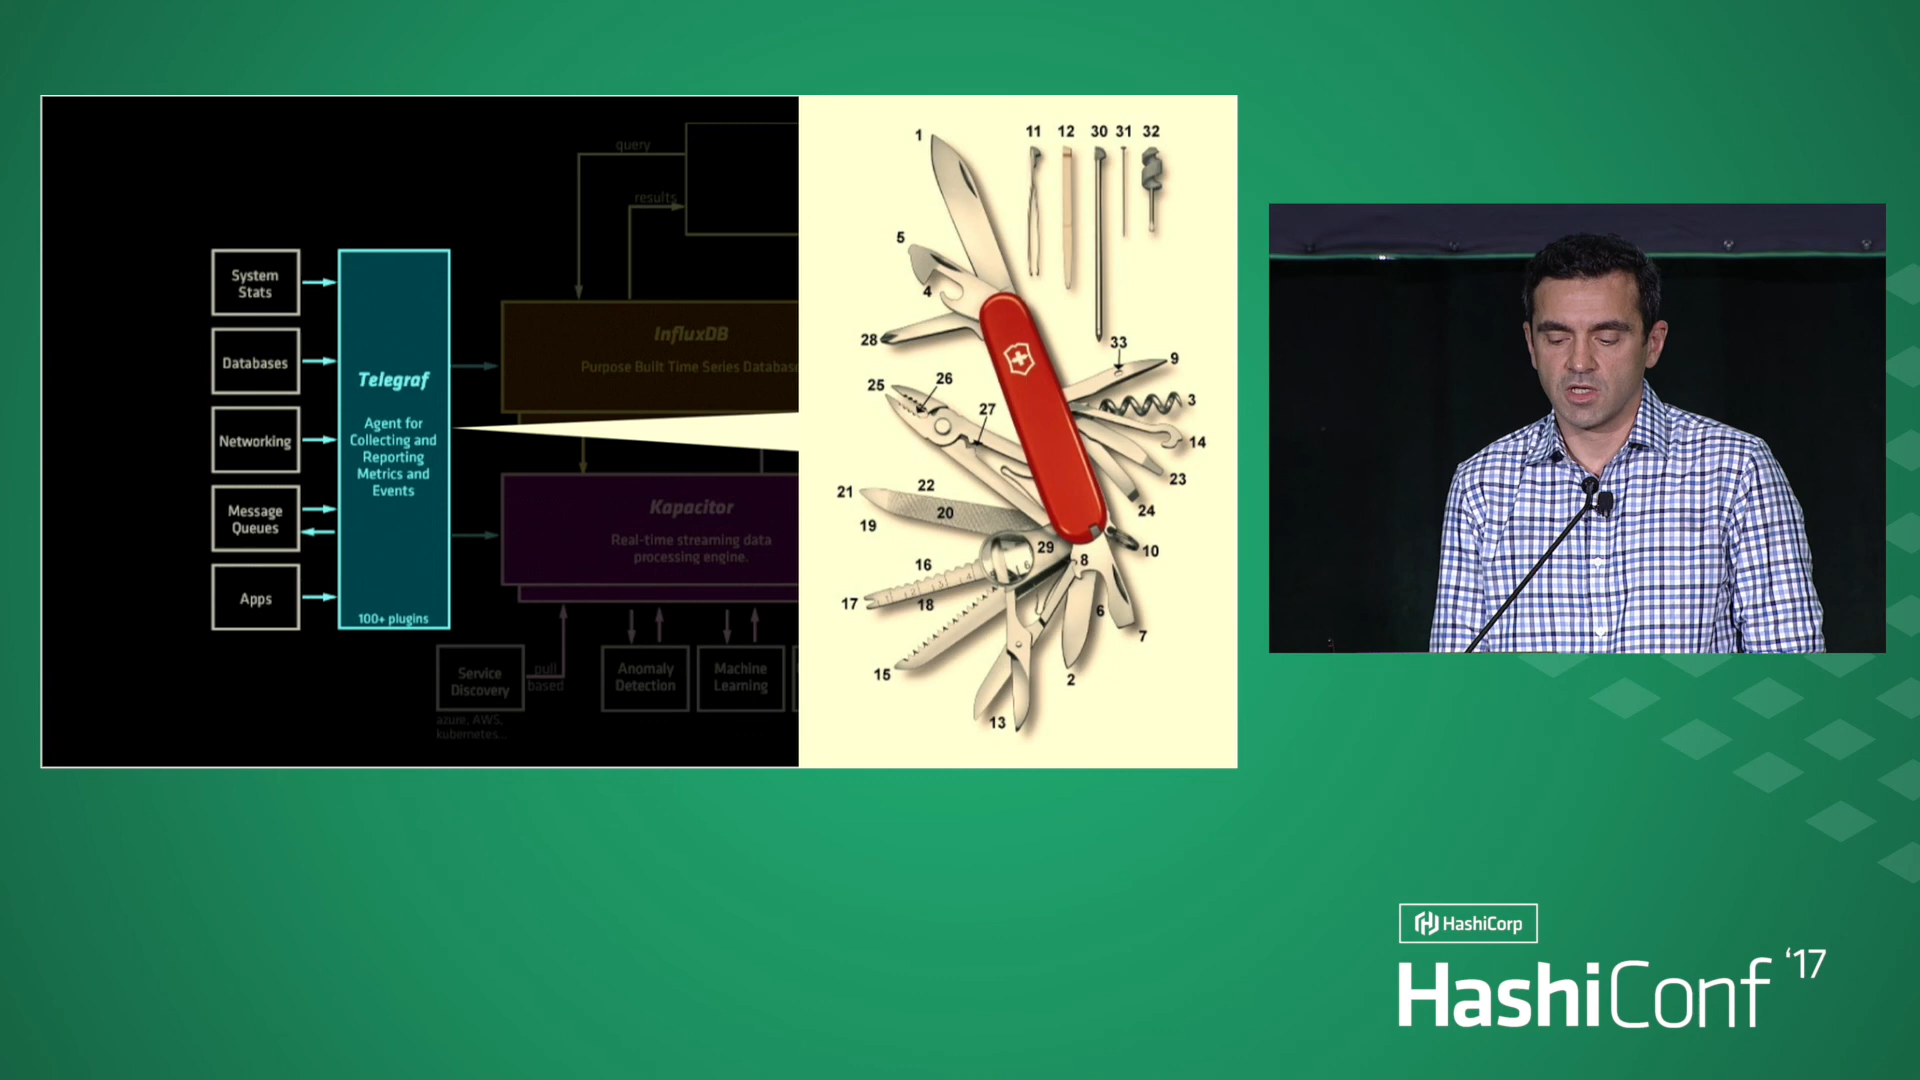 query
results
System
Stats
Databases
Networking
Message
Queues
Apps
Telegraf
Agent for
Collecting and
Reporting
Metrics and
Events
100+ plugins
InfluxDB
Purpose Built Time Series Database
Kapacitor
Real-time streaming data
processing engine.
Service
Discovery
pull
based
azure, AWS,
kubernetes...
Anomaly
Detection
Machine
Learning
1
11
12
30
31
32
5
4
28
33
9
25
26
27
3
14
23
21
22
20
19
24
29
10
16
8
17
18
6
7
15
2
13
HashiCorp
HashiConf '17